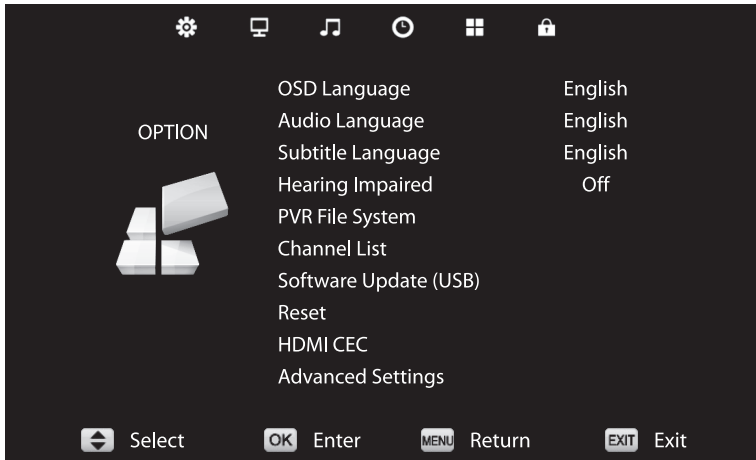 OSD Language English
Audio Language English
OPTION
Subtitle Language English
Hearing Impaired Off
PVR File System
Channel List
Software Update (USB)
Reset
HDMI CEC
Advanced Settings
Select OK Enter MENU Return EXIT Exit